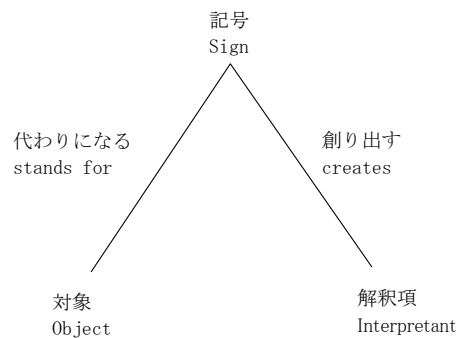 記号
Sign
代わりになる
stands for
創り出す
creates
対象
Object
解釈項
Interpretant